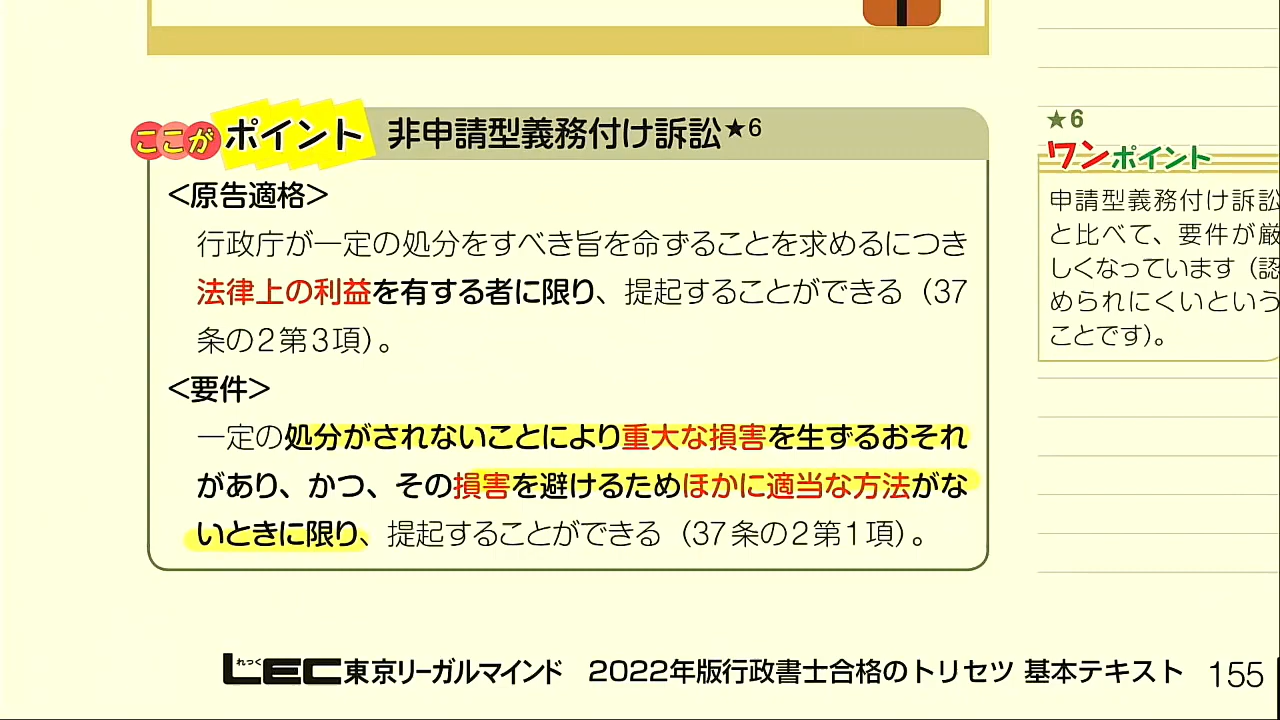 ここがポイント 非申請型義務付け訴訟★6
<原告適格>
行政庁が一定の処分をすべき旨を命ずることを求めるにつき
法律上の利益を有する者に限り、提起することができる（37
条の2第3項）。
<要件>
一定の処分がされないことにより重大な損害を生ずるおそれ
があり、かつ、その損害を避けるためほかに適当な方法がな
いときに限り、提起することができる（37条の2第1項）。
★6
ワンポイント
申請型義務付け訴訟
と比べて、要件が厳
しくなっています（認
められにくいという
ことです）。
れっく
LEC東京リーガルマインド 2022年版行政書士合格のトリセツ 基本テキスト 155